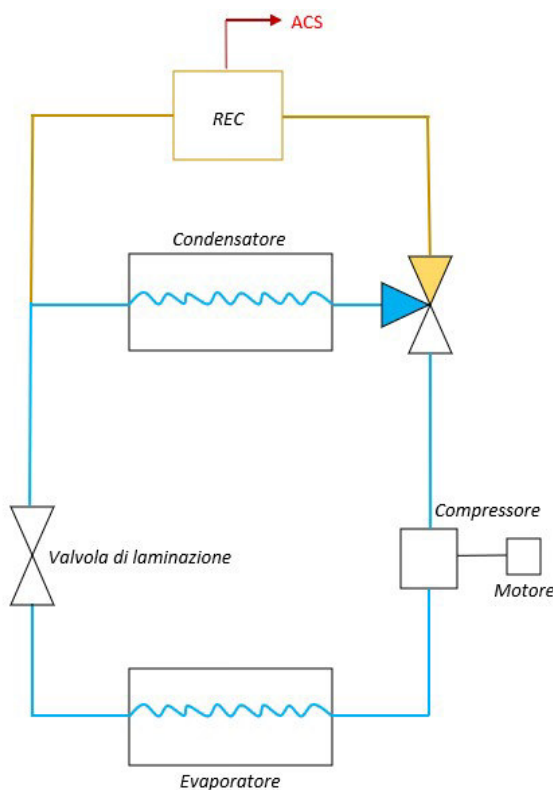 ACS
REC
Condensatore
Compressore
Valvola di laminazione
Motore
Evaporatore